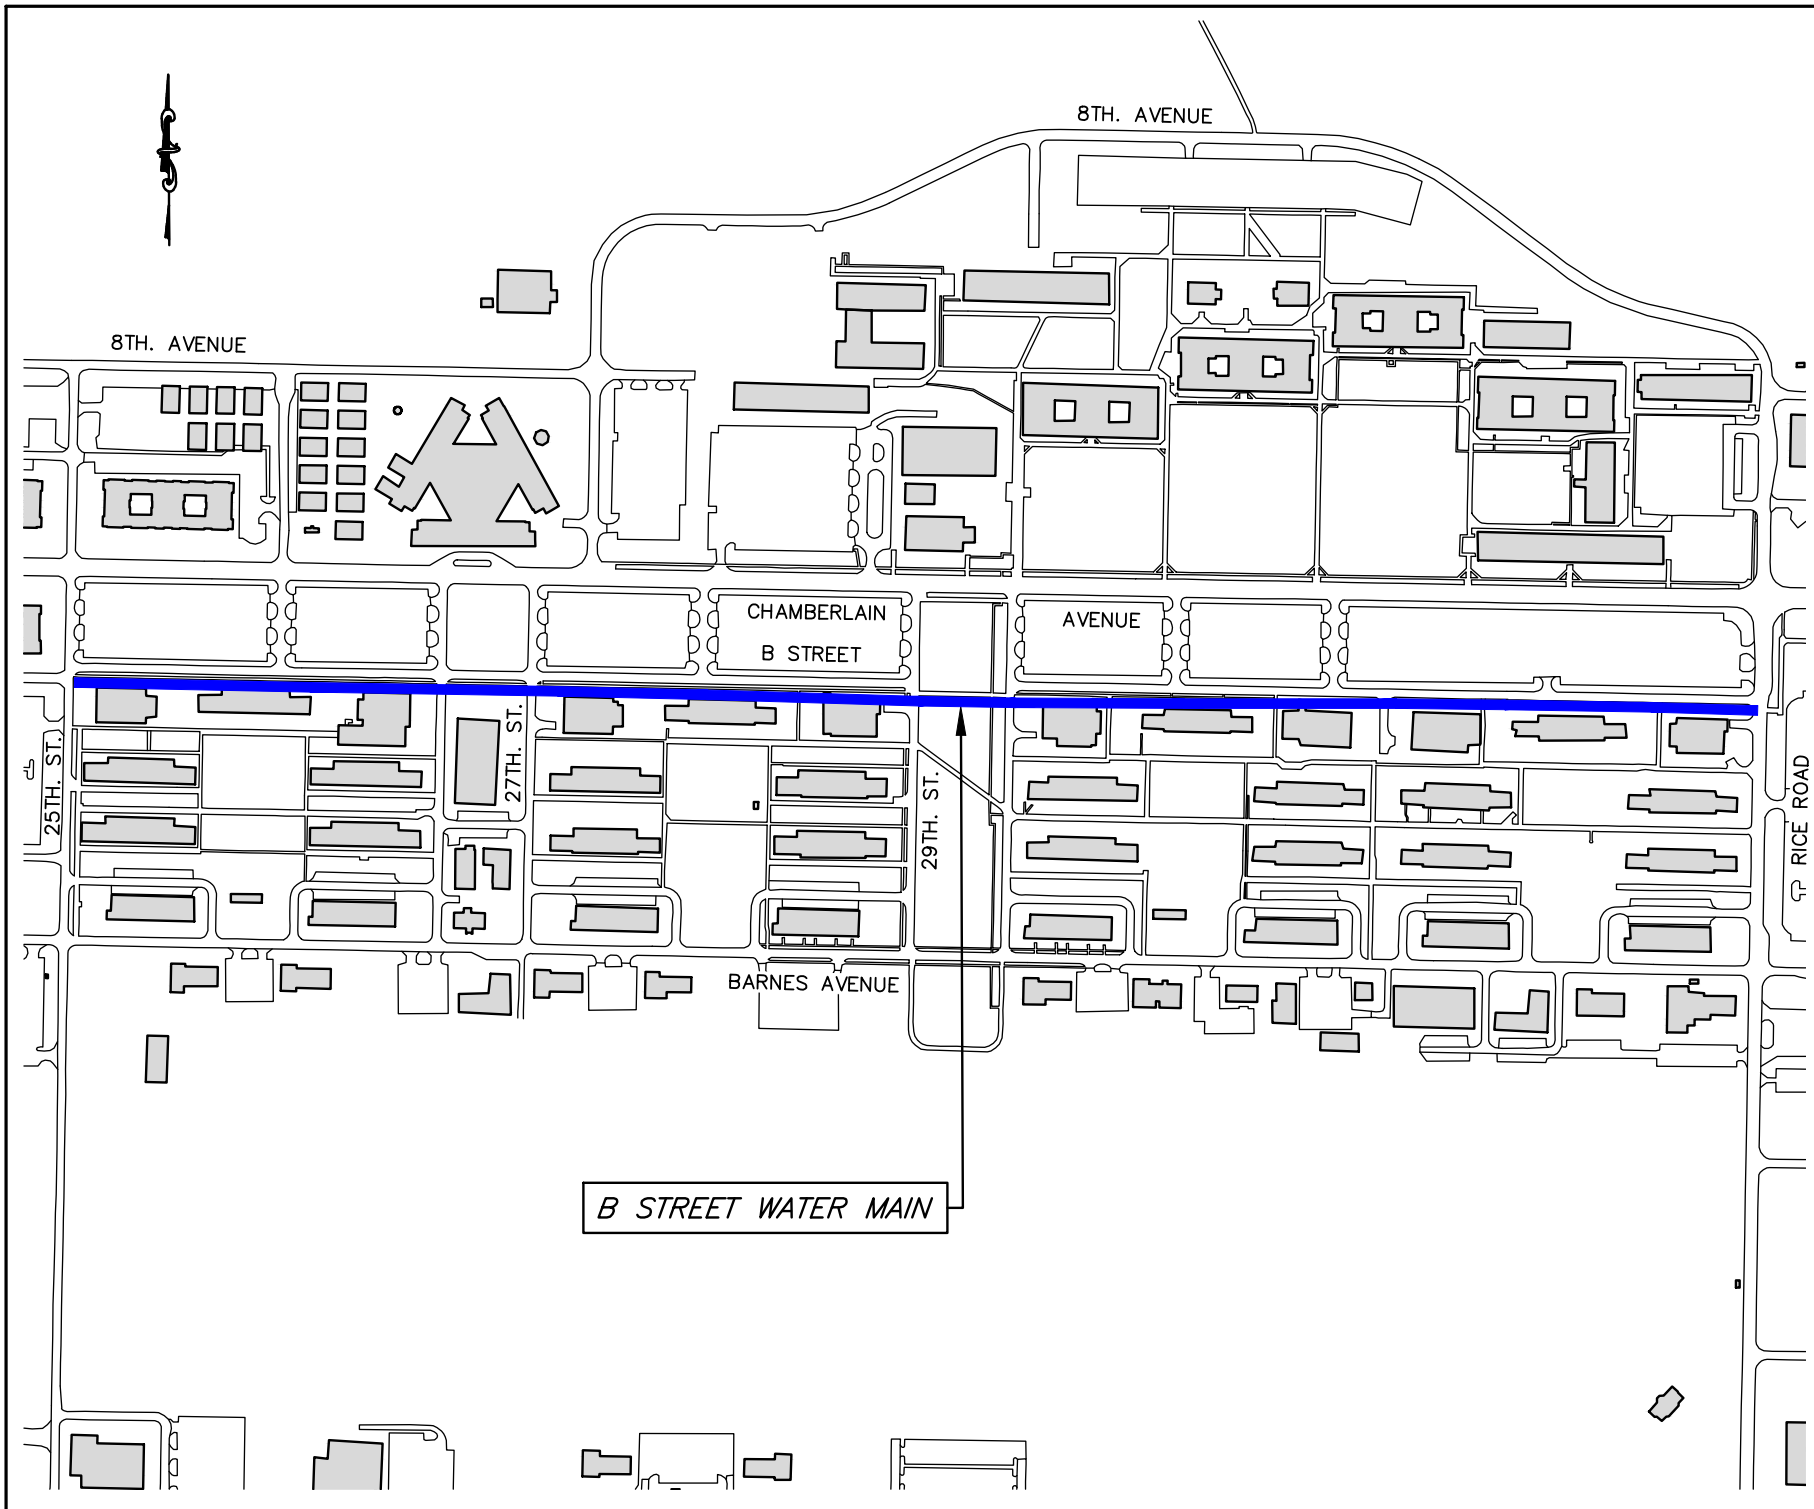 8TH. AVENUE
8TH. AVENUE
CHAMBERLAIN
AVENUE
B STREET
25TH. ST.
27TH. ST.
29TH. ST.
RICE ROAD
BARNES AVENUE
B STREET WATER MAIN